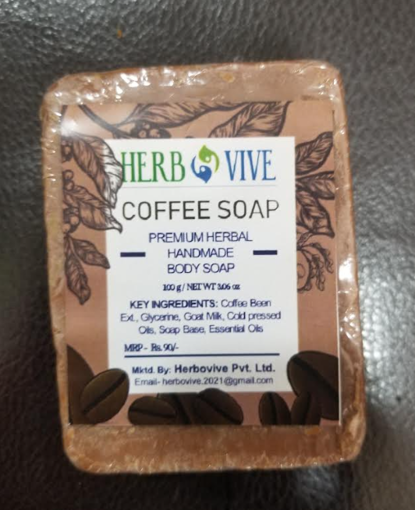 HERB VIVE
COFFEE SOAP
PREMIUM HERBAL
HANDMADE
BODY SOAP
100 g / NET WT 3.06 oz
KEY INGREDIENTS: Coffee Been
Ext., Glycerine, Goat Milk, Cold pressed
Oils, Soap Base, Essential Oils
MRP - Rs. 90/-
Mktd. By: Herbovive Pvt. Ltd.
Email- herbovive.2021@gmail.com